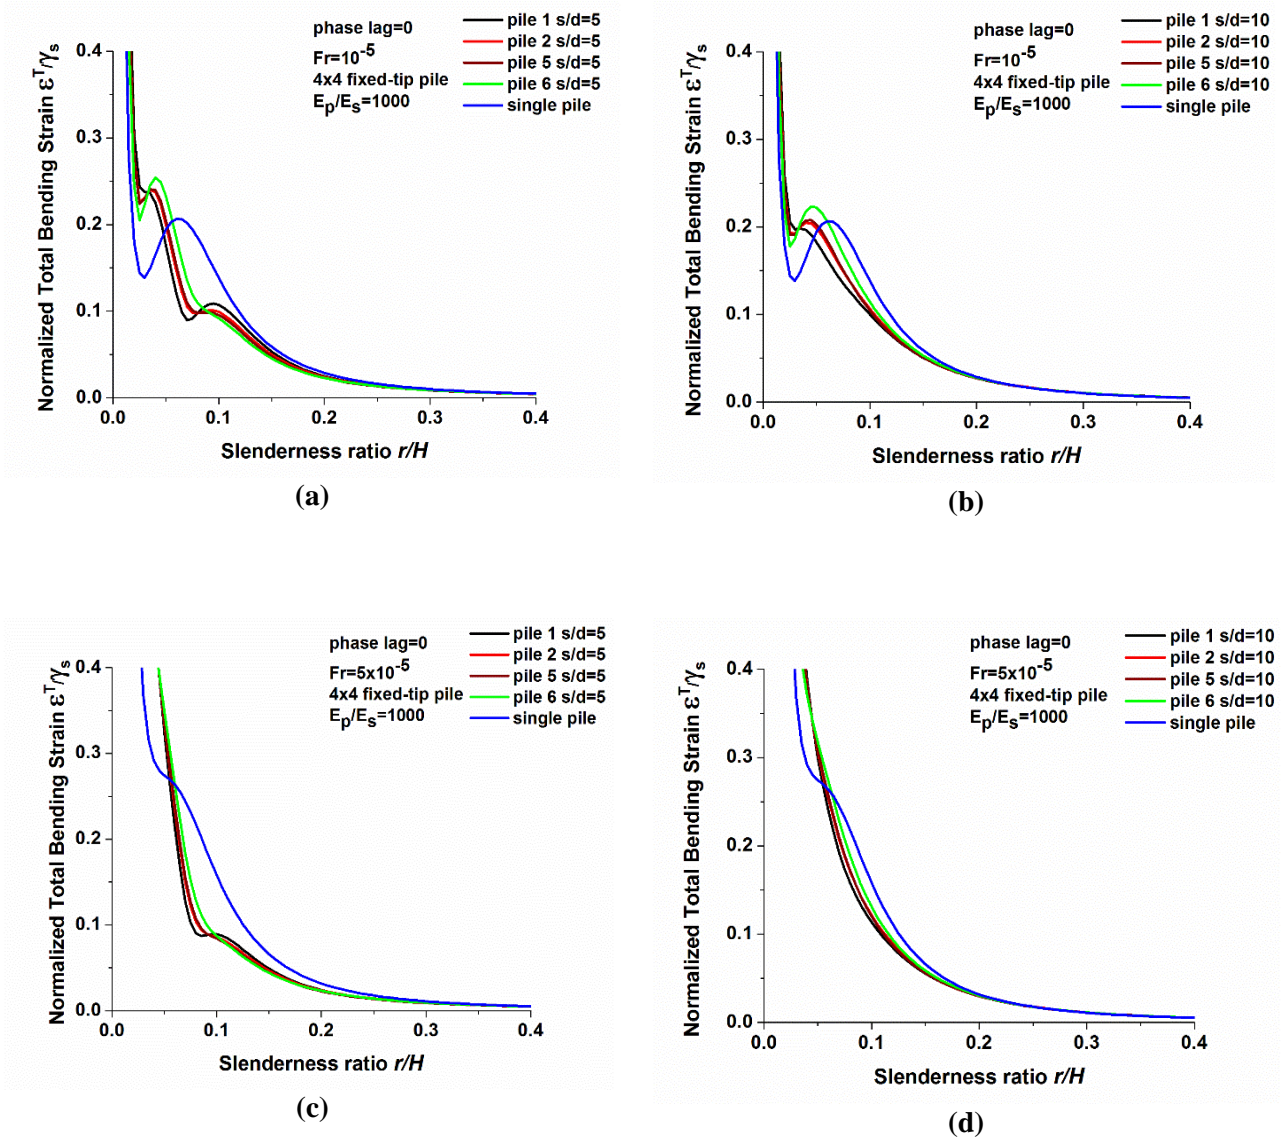 phase lag=0
Fr=10⁻⁵
4x4 fixed-tip pile
Eₚ/Eₛ=1000
pile 1 s/d=5
pile 2 s/d=5
pile 5 s/d=5
pile 6 s/d=5
single pile
Normalized Total Bending Strain εᵀ/γₛ
0.4
0.3
0.2
0.1
0.0
0.0 0.1 0.2 0.3 0.4
Slenderness ratio r/H
(a)
phase lag=0
Fr=10⁻⁵
4x4 fixed-tip pile
Eₚ/Eₛ=1000
pile 1 s/d=10
pile 2 s/d=10
pile 5 s/d=10
pile 6 s/d=10
single pile
Normalized Total Bending Strain εᵀ/γₛ
0.4
0.3
0.2
0.1
0.0
0.0 0.1 0.2 0.3 0.4
Slenderness ratio r/H
(b)
phase lag=0
Fr=5x10⁻⁵
4x4 fixed-tip pile
Eₚ/Eₛ=1000
pile 1 s/d=5
pile 2 s/d=5
pile 5 s/d=5
pile 6 s/d=5
single pile
Normalized Total Bending Strain εᵀ/γₛ
0.4
0.3
0.2
0.1
0.0
0.0 0.1 0.2 0.3 0.4
Slenderness ratio r/H
(c)
phase lag=0
Fr=5x10⁻⁵
4x4 fixed-tip pile
Eₚ/Eₛ=1000
pile 1 s/d=10
pile 2 s/d=10
pile 5 s/d=10
pile 6 s/d=10
single pile
Normalized Total Bending Strain εᵀ/γₛ
0.4
0.3
0.2
0.1
0.0
0.0 0.1 0.2 0.3 0.4
Slenderness ratio r/H
(d)